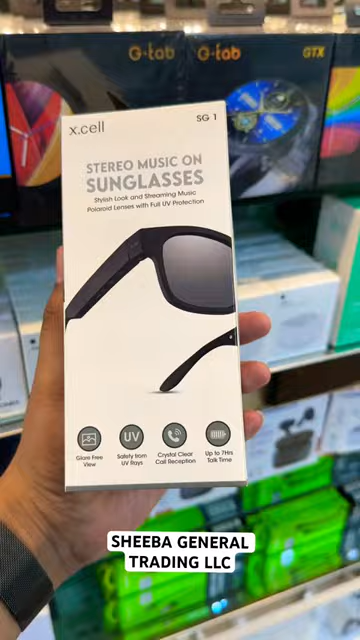 G-tab
G-tab
GTX
x.cell
SG 1
STEREO MUSIC ON
SUNGLASSES
Stylish Look and Streaming Music
Polaroid Lenses with Full UV Protection
UV
Glare Free
View
Safety from
UV Rays
Crystal Clear
Call Reception
Up to 7Hrs
Talk Time
SHEEBA GENERAL
TRADING LLC